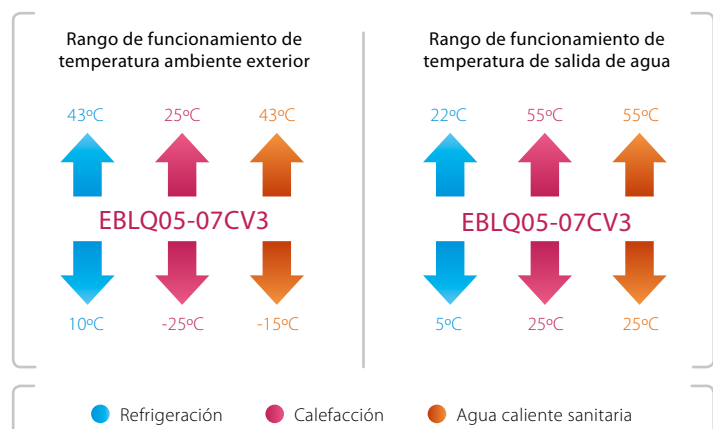 Rango de funcionamiento de
temperatura ambiente exterior
43ºC 25ºC 43ºC
EBLQ05-07CV3
10ºC -25ºC -15ºC
Rango de funcionamiento de
temperatura de salida de agua
22ºC 55ºC 55ºC
EBLQ05-07CV3
5ºC 25ºC 25ºC
Refrigeración Calefacción Agua caliente sanitaria